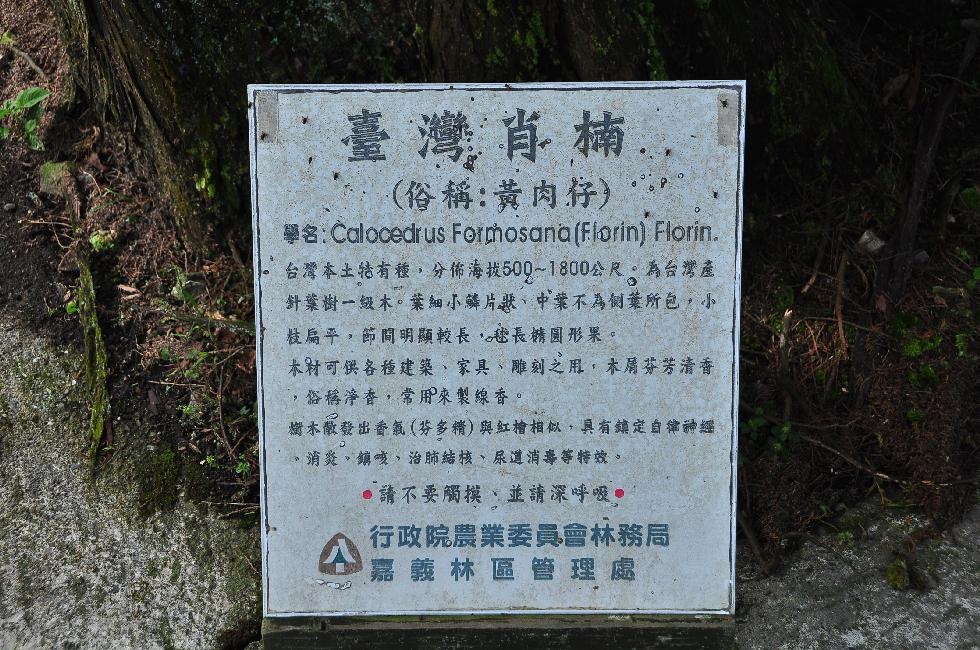 臺灣肖楠
(俗稱:黃肉仔)
學名: Calocedrus Formosana (Florin) Florin.
台灣本土特有種，分佈海拔500~1800公尺。為台灣產
針葉樹一級木。葉細小鱗片狀、中葉不為側葉所包，小
枝扁平，節間明顯較長，毬長橢圓形果。
木材可供各種建築、家具、雕刻之用，木屑芬芳清香
，俗稱淨香，常用來製線香。
樹木散發出香氣(芬多精)與紅檜相似，具有鎮定自律神經
、消炎、鎮咳、治肺結核、尿道消毒等特效。
請不要觸摸、並請深呼吸
行政院農業委員會林務局
嘉義林區管理處